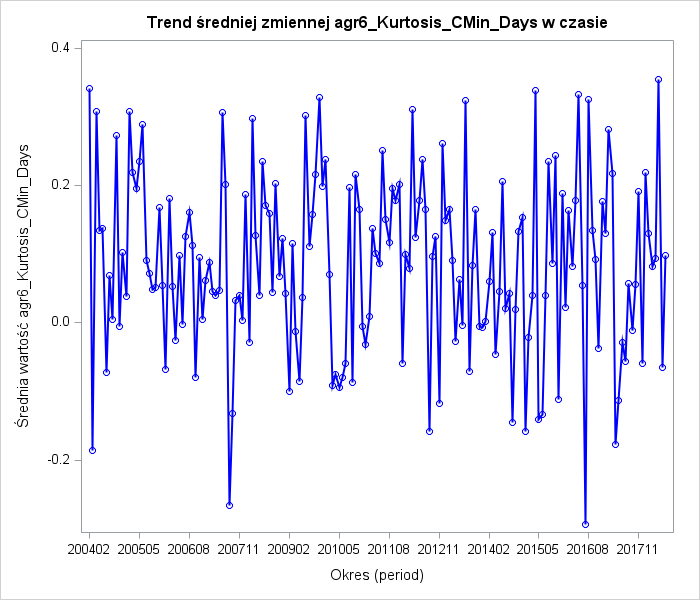 Trend średniej zmiennej agr6_Kurtosis_CMin_Days w czasie
0.4
0.2
0.0
-0.2
Średnia wartość agr6_Kurtosis_CMin_Days
200402 200505 200608 200711 200902 201005 201108 201211 201402 201505 201608 201711
Okres (period)